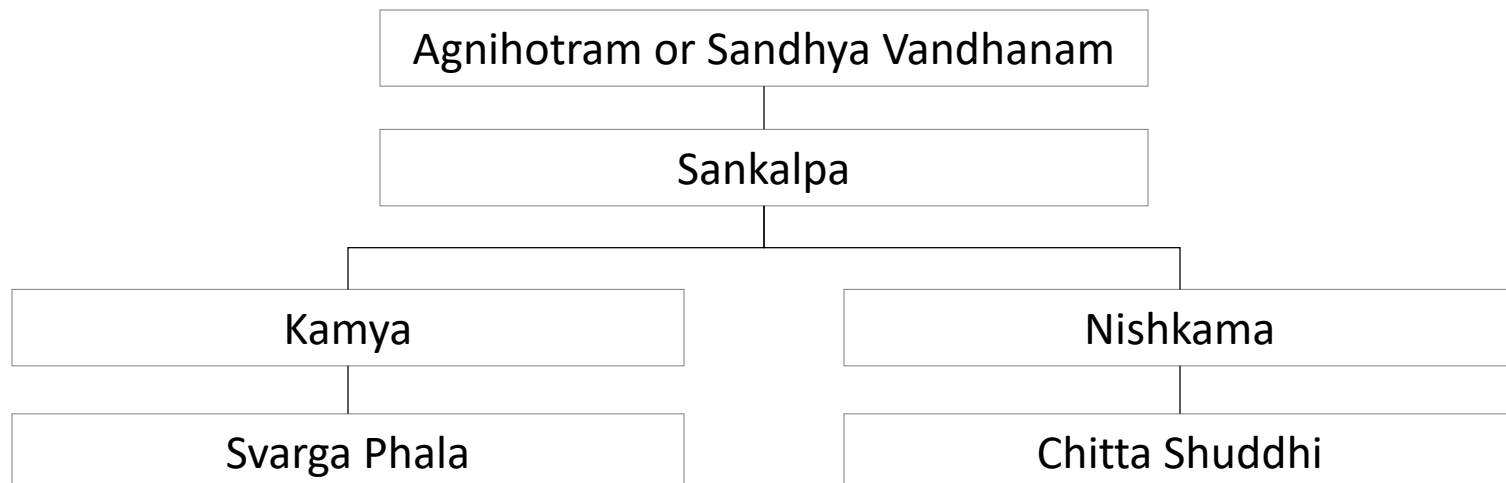 Agnihotram or Sandhya Vandhanam
Sankalpa
Kamya
Nishkama
Svarga Phala
Chitta Shuddhi